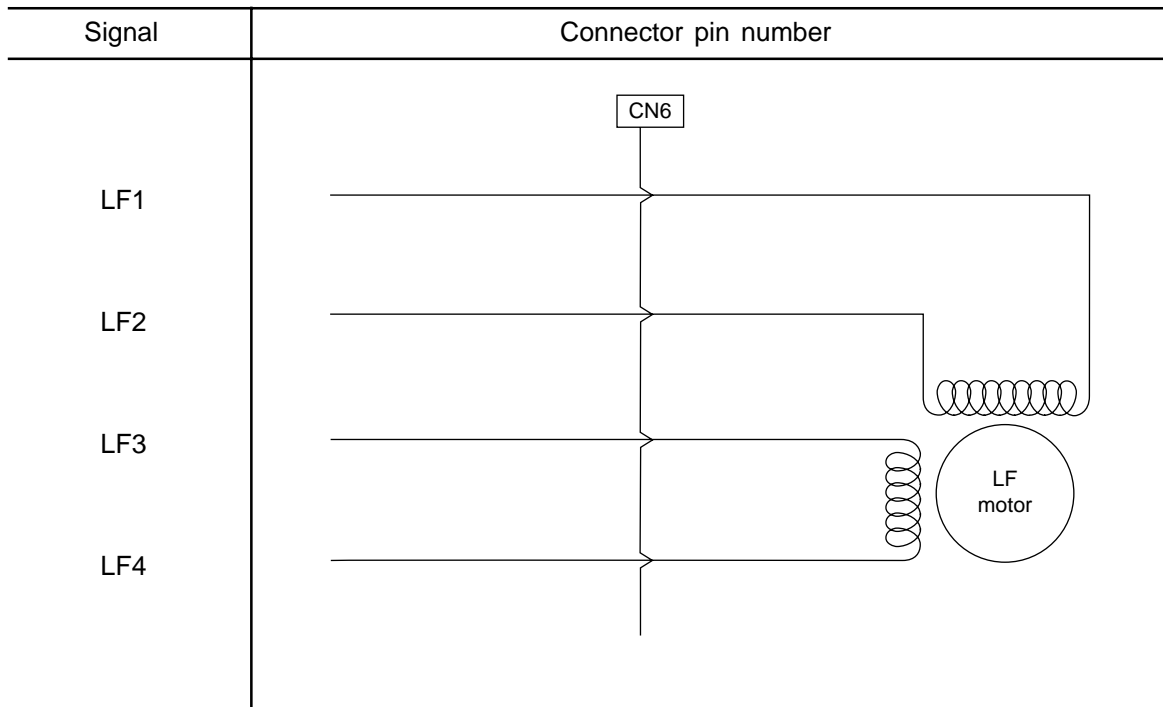 Signal
Connector pin number
CN6
LF1
LF2
LF3
LF
motor
LF4